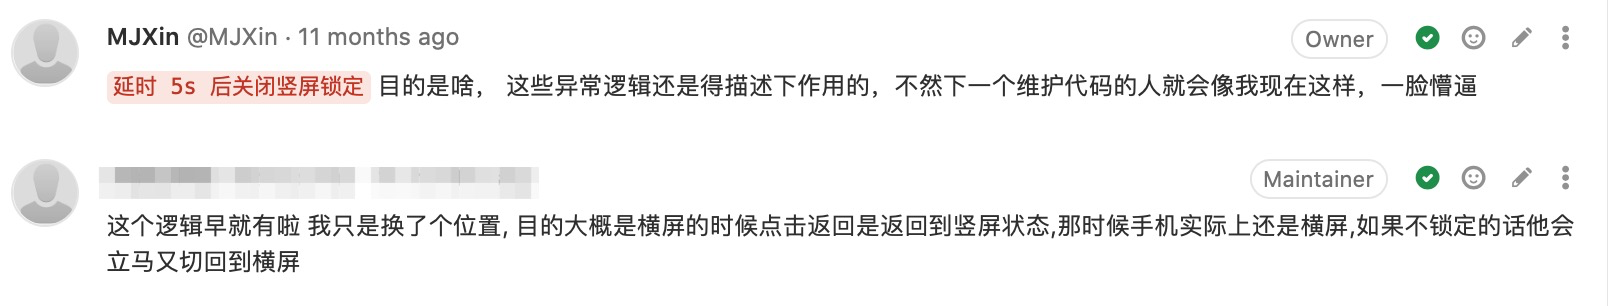 MJXin @MJXin · 11 months ago
Owner
延时 5s 后关闭竖屏锁定 目的是啥， 这些异常逻辑还是得描述下作用的，不然下一个维护代码的人就会像我现在这样，一脸懵逼
Maintainer
这个逻辑早就有啦 我只是换了个位置, 目的大概是横屏的时候点击返回是返回到竖屏状态,那时候手机实际上还是横屏,如果不锁定的话他会
立马又切回到横屏